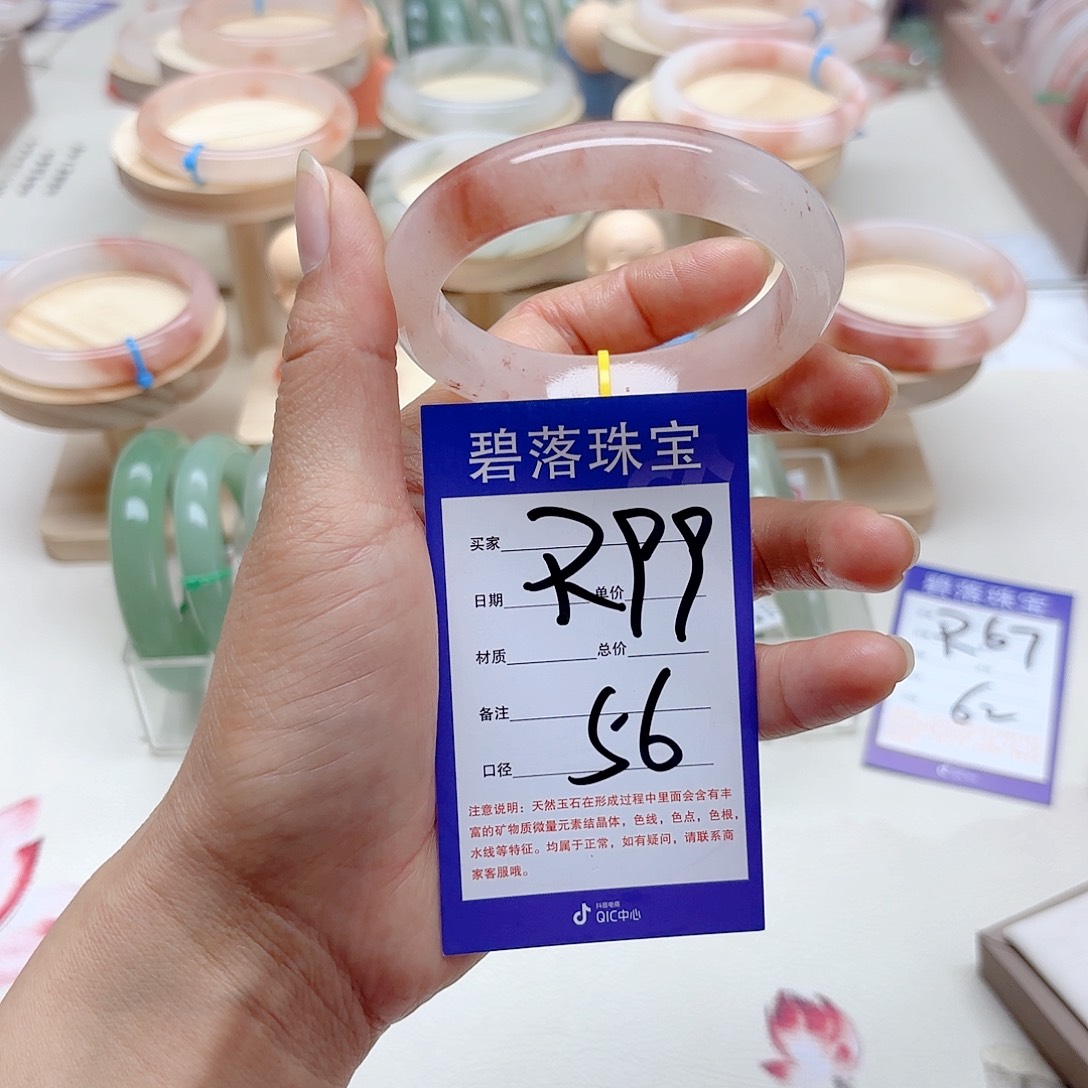 碧落珠宝
R99
买家
日期 单价
材质 总价
备注
56
口径
注意说明：天然玉石在形成过程中里面会含有丰
富的矿物质微量元素结晶体，色线，色点，色根，
水线等特征。均属于正常，如有疑问，请联系商
家客服哦。
抖音电商
QIC中心
碧落珠宝
R67
62